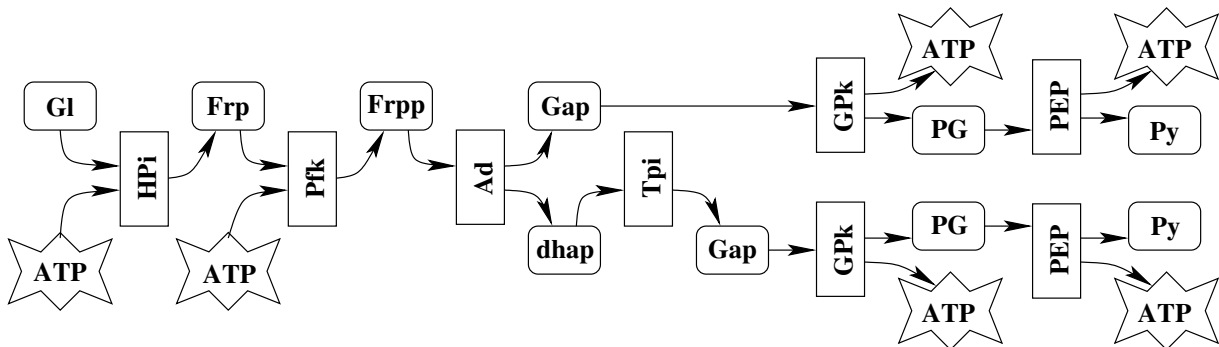 ATP
ATP
Gl
Frp
Frpp
Gap
GPk
PG
PEP
Py
HPi
Pfk
Ad
Tpi
dhap
Gap
GPk
PG
PEP
Py
ATP
ATP
ATP
ATP